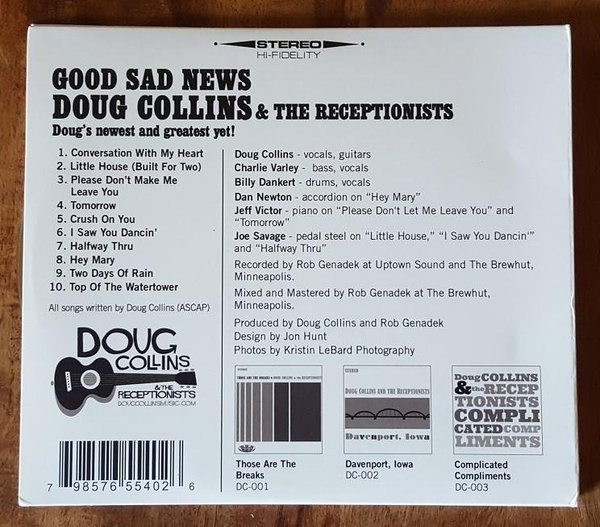 STEREO
HI-FIDELITY
GOOD SAD NEWS
DOUG COLLINS & THE RECEPTIONISTS
Doug's newest and greatest yet!
1. Conversation With My Heart
2. Little House (Built For Two)
3. Please Don't Make Me
Leave You
4. Tomorrow
5. Crush On You
6. I Saw You Dancin'
7. Halfway Thru
8. Hey Mary
9. Two Days Of Rain
10. Top Of The Watertower
All songs written by Doug Collins (ASCAP)
Doug Collins - vocals, guitars
Charlie Varley - bass, vocals
Billy Dankert - drums, vocals
Dan Newton - accordion on "Hey Mary"
Jeff Victor - piano on "Please Don't Let Me Leave You" and
"Tomorrow"
Joe Savage - pedal steel on "Little House," "I Saw You Dancin'"
and "Halfway Thru"
Recorded by Rob Genadek at Uptown Sound and The Brewhut,
Minneapolis.
Mixed and Mastered by Rob Genadek at The Brewhut,
Minneapolis.
Produced by Doug Collins and Rob Genadek
Design by Jon Hunt
Photos by Kristin LeBard Photography
DOUG
COLLINS
& THE
RECEPTIONISTS
DOUGCOLLINSMUSIC.COM
7 98576 55402 6
THOSE ARE THE BREAKS • DOUG COLLINS & the RECEPTIONISTS
Those Are The
Breaks
DC-001
STEREO
DOUG COLLINS AND THE RECEPTIONISTS
Davenport, Iowa
Davenport, Iowa
DC-002
Doug COLLINS
& the RECEP
TIONISTS
COMPLI
CATED COMP
LIMENTS
Complicated
Compliments
DC-003